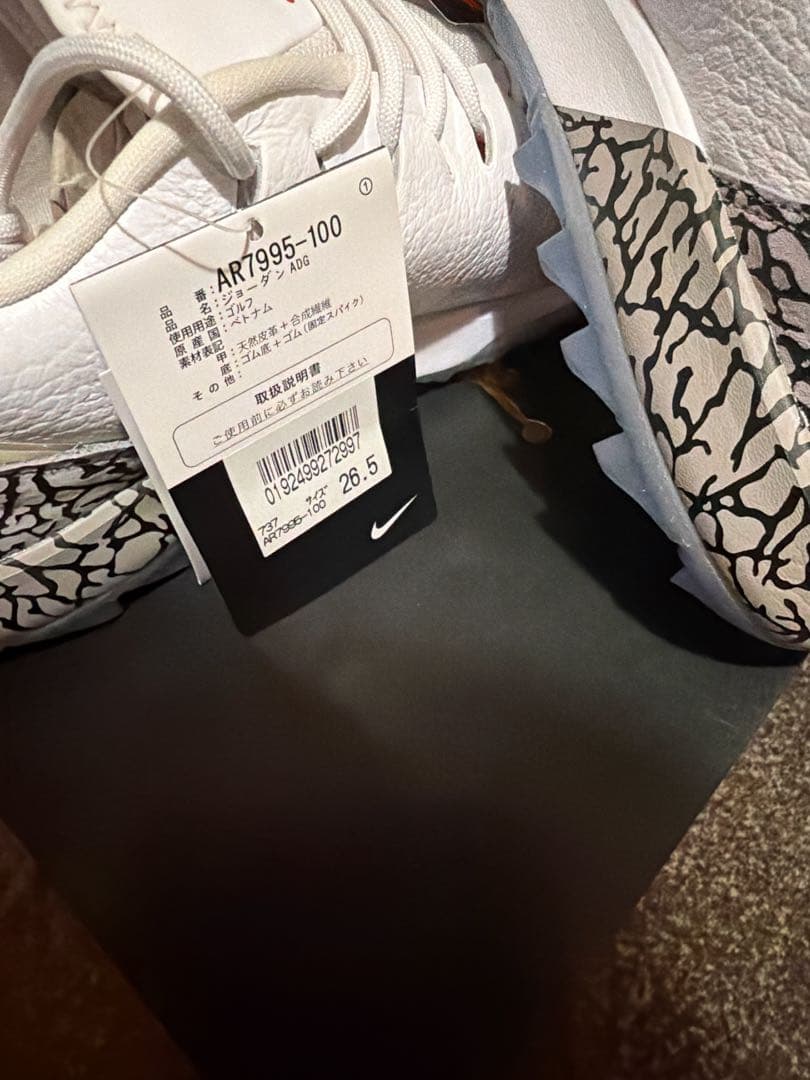 ①
品番：AR7995-100
品名：ジョーダン ADG
使用用途：ゴルフ
原産国：ベトナム
素材表記
甲：天然皮革＋合成繊維
底：ゴム底＋ゴム(固定スパイク)
その他：
取扱説明書
ご使用前に必ずお読み下さい
0192499272997
サイズ
737 26.5
AR7995-100